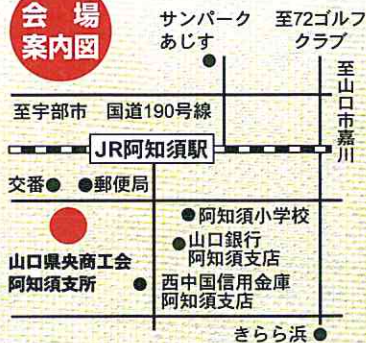 会場
案内図
サンパーク
あじす
至72ゴルフ
クラブ
至山口市嘉川
至宇部市 国道190号線
JR阿知須駅
交番
郵便局
阿知須小学校
山口銀行
阿知須支店
山口県央商工会
阿知須支所
西中国信用金庫
阿知須支店
きらら浜